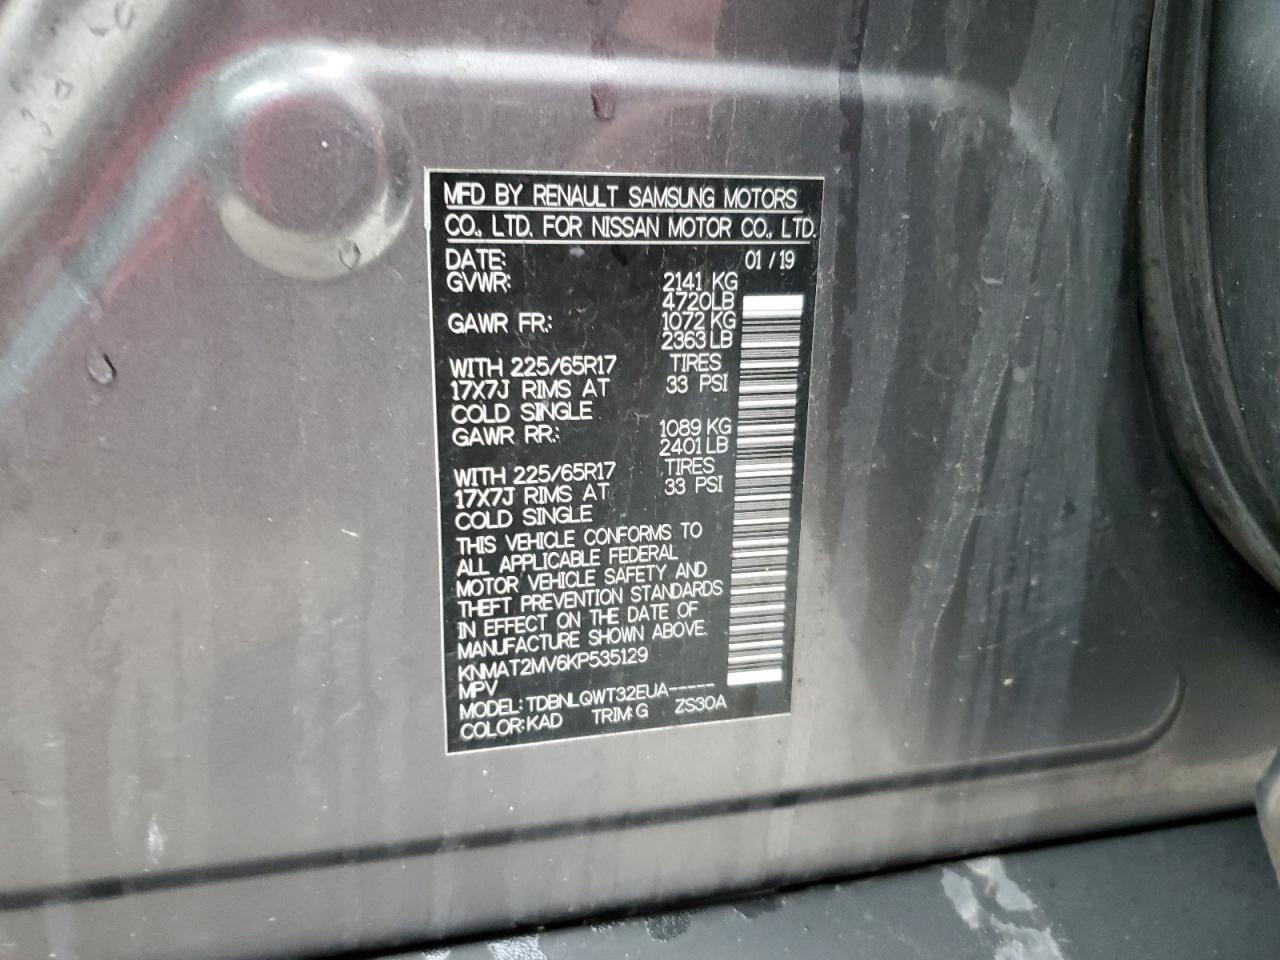 MFD BY RENAULT SAMSUNG MOTORS
CO., LTD. FOR NISSAN MOTOR CO., LTD.
DATE: 01 / 19
GVWR: 2141 KG
4720LB
GAWR FR: 1072 KG
2363 LB
WITH 225/65R17 TIRES
17X7J RIMS AT 33 PSI
COLD SINGLE
GAWR RR: 1089 KG
2401 LB
WITH 225/65R17 TIRES
17X7J RIMS AT 33 PSI
COLD SINGLE
THIS VEHICLE CONFORMS TO
ALL APPLICABLE FEDERAL
MOTOR VEHICLE SAFETY AND
THEFT PREVENTION STANDARDS
IN EFFECT ON THE DATE OF
MANUFACTURE SHOWN ABOVE.
KNMAT2MV6KP535129
MPV
MODEL: TDBNLQWT32EUA-----
COLOR: KAD TRIM: G ZS30A